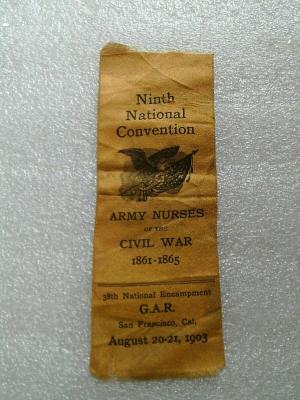 Ninth
National
Convention
ARMY NURSES
OF THE
CIVIL WAR
1861-1865
38th National Encampment
G.A.R.
San Francisco, Cal.
August 20-21, 1903